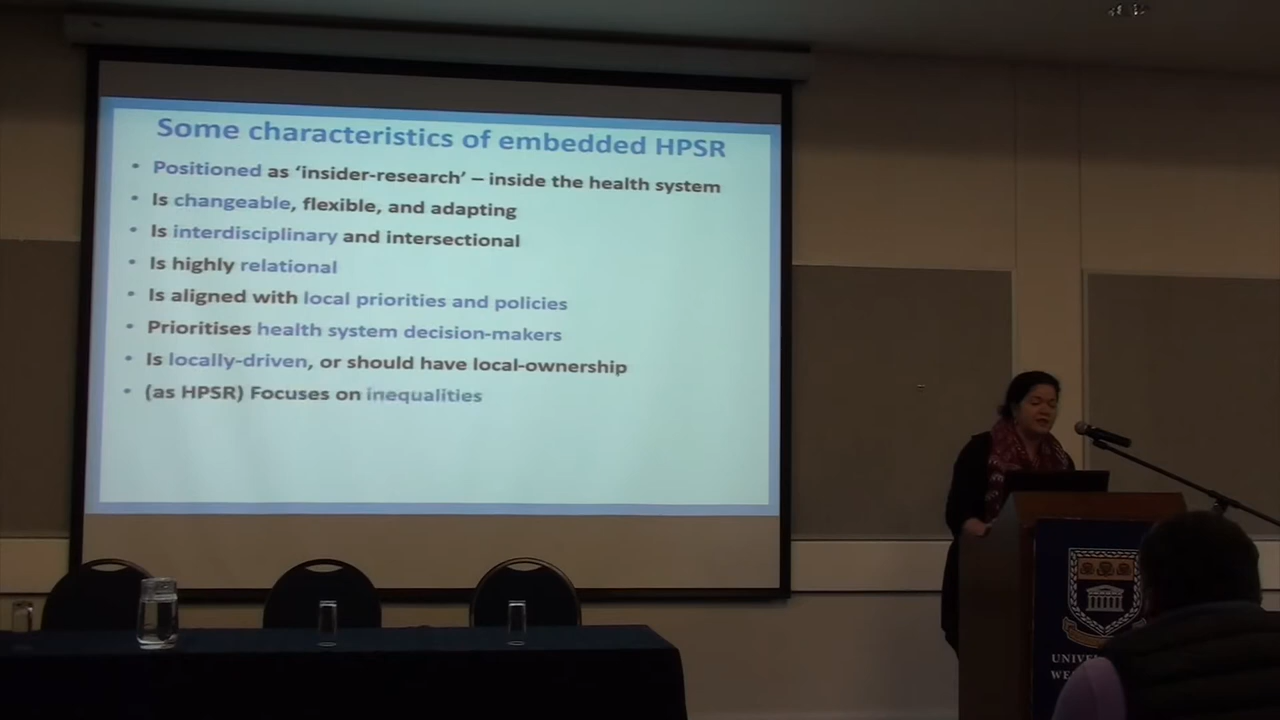 Some characteristics of embedded HPSR
• Positioned as ‘insider-research’ – inside the health system
• Is changeable, flexible, and adapting
• Is interdisciplinary and intersectional
• Is highly relational
• Is aligned with local priorities and policies
• Prioritises health system decision-makers
• Is locally-driven, or should have local-ownership
• (as HPSR) Focuses on inequalities